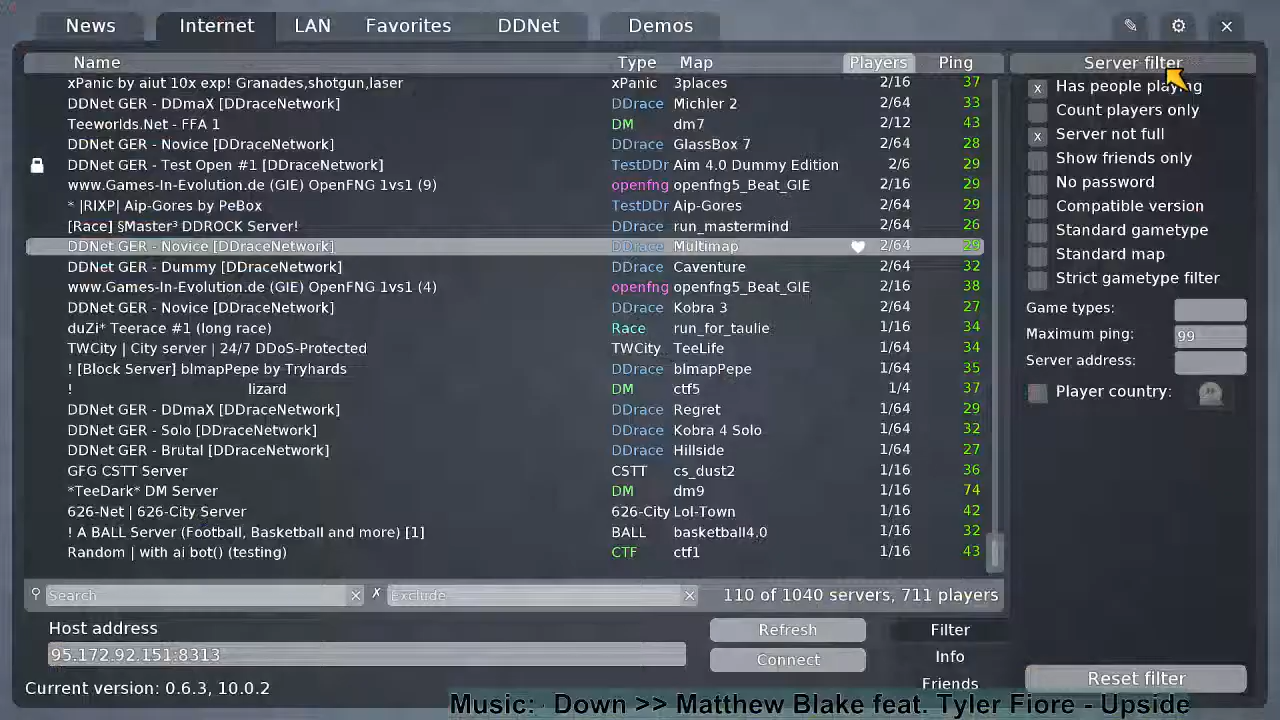 News Internet LAN Favorites DDNet Demos
Name Type Map Players Ping
xPanic by aiut 10x exp! Granades,shotgun,laser xPanic 3places 2/16 37
DDNet GER - DDmaX [DDraceNetwork] DDrace Michler 2 2/64 33
Teeworlds.Net - FFA 1 DM dm7 2/12 43
DDNet GER - Novice [DDraceNetwork] DDrace GlassBox 7 2/64 28
DDNet GER - Test Open #1 [DDraceNetwork] TestDDr Aim 4.0 Dummy Edition 2/6 29
www.Games-In-Evolution.de (GIE) OpenFNG 1vs1 (9) openfng openfng5_Beat_GIE 2/16 29
* |RIXP| Aip-Gores by PeBox TestDDr Aip-Gores 2/64 29
[Race] §Master³ DDROCK Server! DDrace run_mastermind 2/64 26
DDNet GER - Novice [DDraceNetwork] DDrace Multimap 2/64 29
DDNet GER - Dummy [DDraceNetwork] DDrace Caventure 2/64 32
www.Games-In-Evolution.de (GIE) OpenFNG 1vs1 (4) openfng openfng5_Beat_GIE 2/16 38
DDNet GER - Novice [DDraceNetwork] DDrace Kobra 3 2/64 27
duZi* Teerace #1 (long race) Race run_for_taulie 1/16 34
TWCity | City server | 24/7 DDoS-Protected TWCity TeeLife 1/64 34
! [Block Server] blmapPepe by Tryhards DDrace blmapPepe 1/64 35
! lizard DM ctf5 1/4 37
DDNet GER - DDmaX [DDraceNetwork] DDrace Regret 1/64 29
DDNet GER - Solo [DDraceNetwork] DDrace Kobra 4 Solo 1/64 32
DDNet GER - Brutal [DDraceNetwork] DDrace Hillside 1/64 27
GFG CSTT Server CSTT cs_dust2 1/16 36
*TeeDark* DM Server DM dm9 1/16 74
626-Net | 626-City Server 626-City Lol-Town 1/16 42
! A BALL Server (Football, Basketball and more) [1] BALL basketball4.0 1/16 32
Random | with ai bot() (testing) CTF ctf1 1/16 43
Search Exclude 110 of 1040 servers, 711 players
Host address
95.172.92.151:8313
Current version: 0.6.3, 10.0.2
Refresh
Connect
Filter
Info
Friends
Server filter
x Has people playing
Count players only
x Server not full
Show friends only
No password
Compatible version
Standard gametype
Standard map
Strict gametype filter
Game types:
Maximum ping: 99
Server address:
Player country:
Reset filter
Music: Down >> Matthew Blake feat. Tyler Fiore - Upside